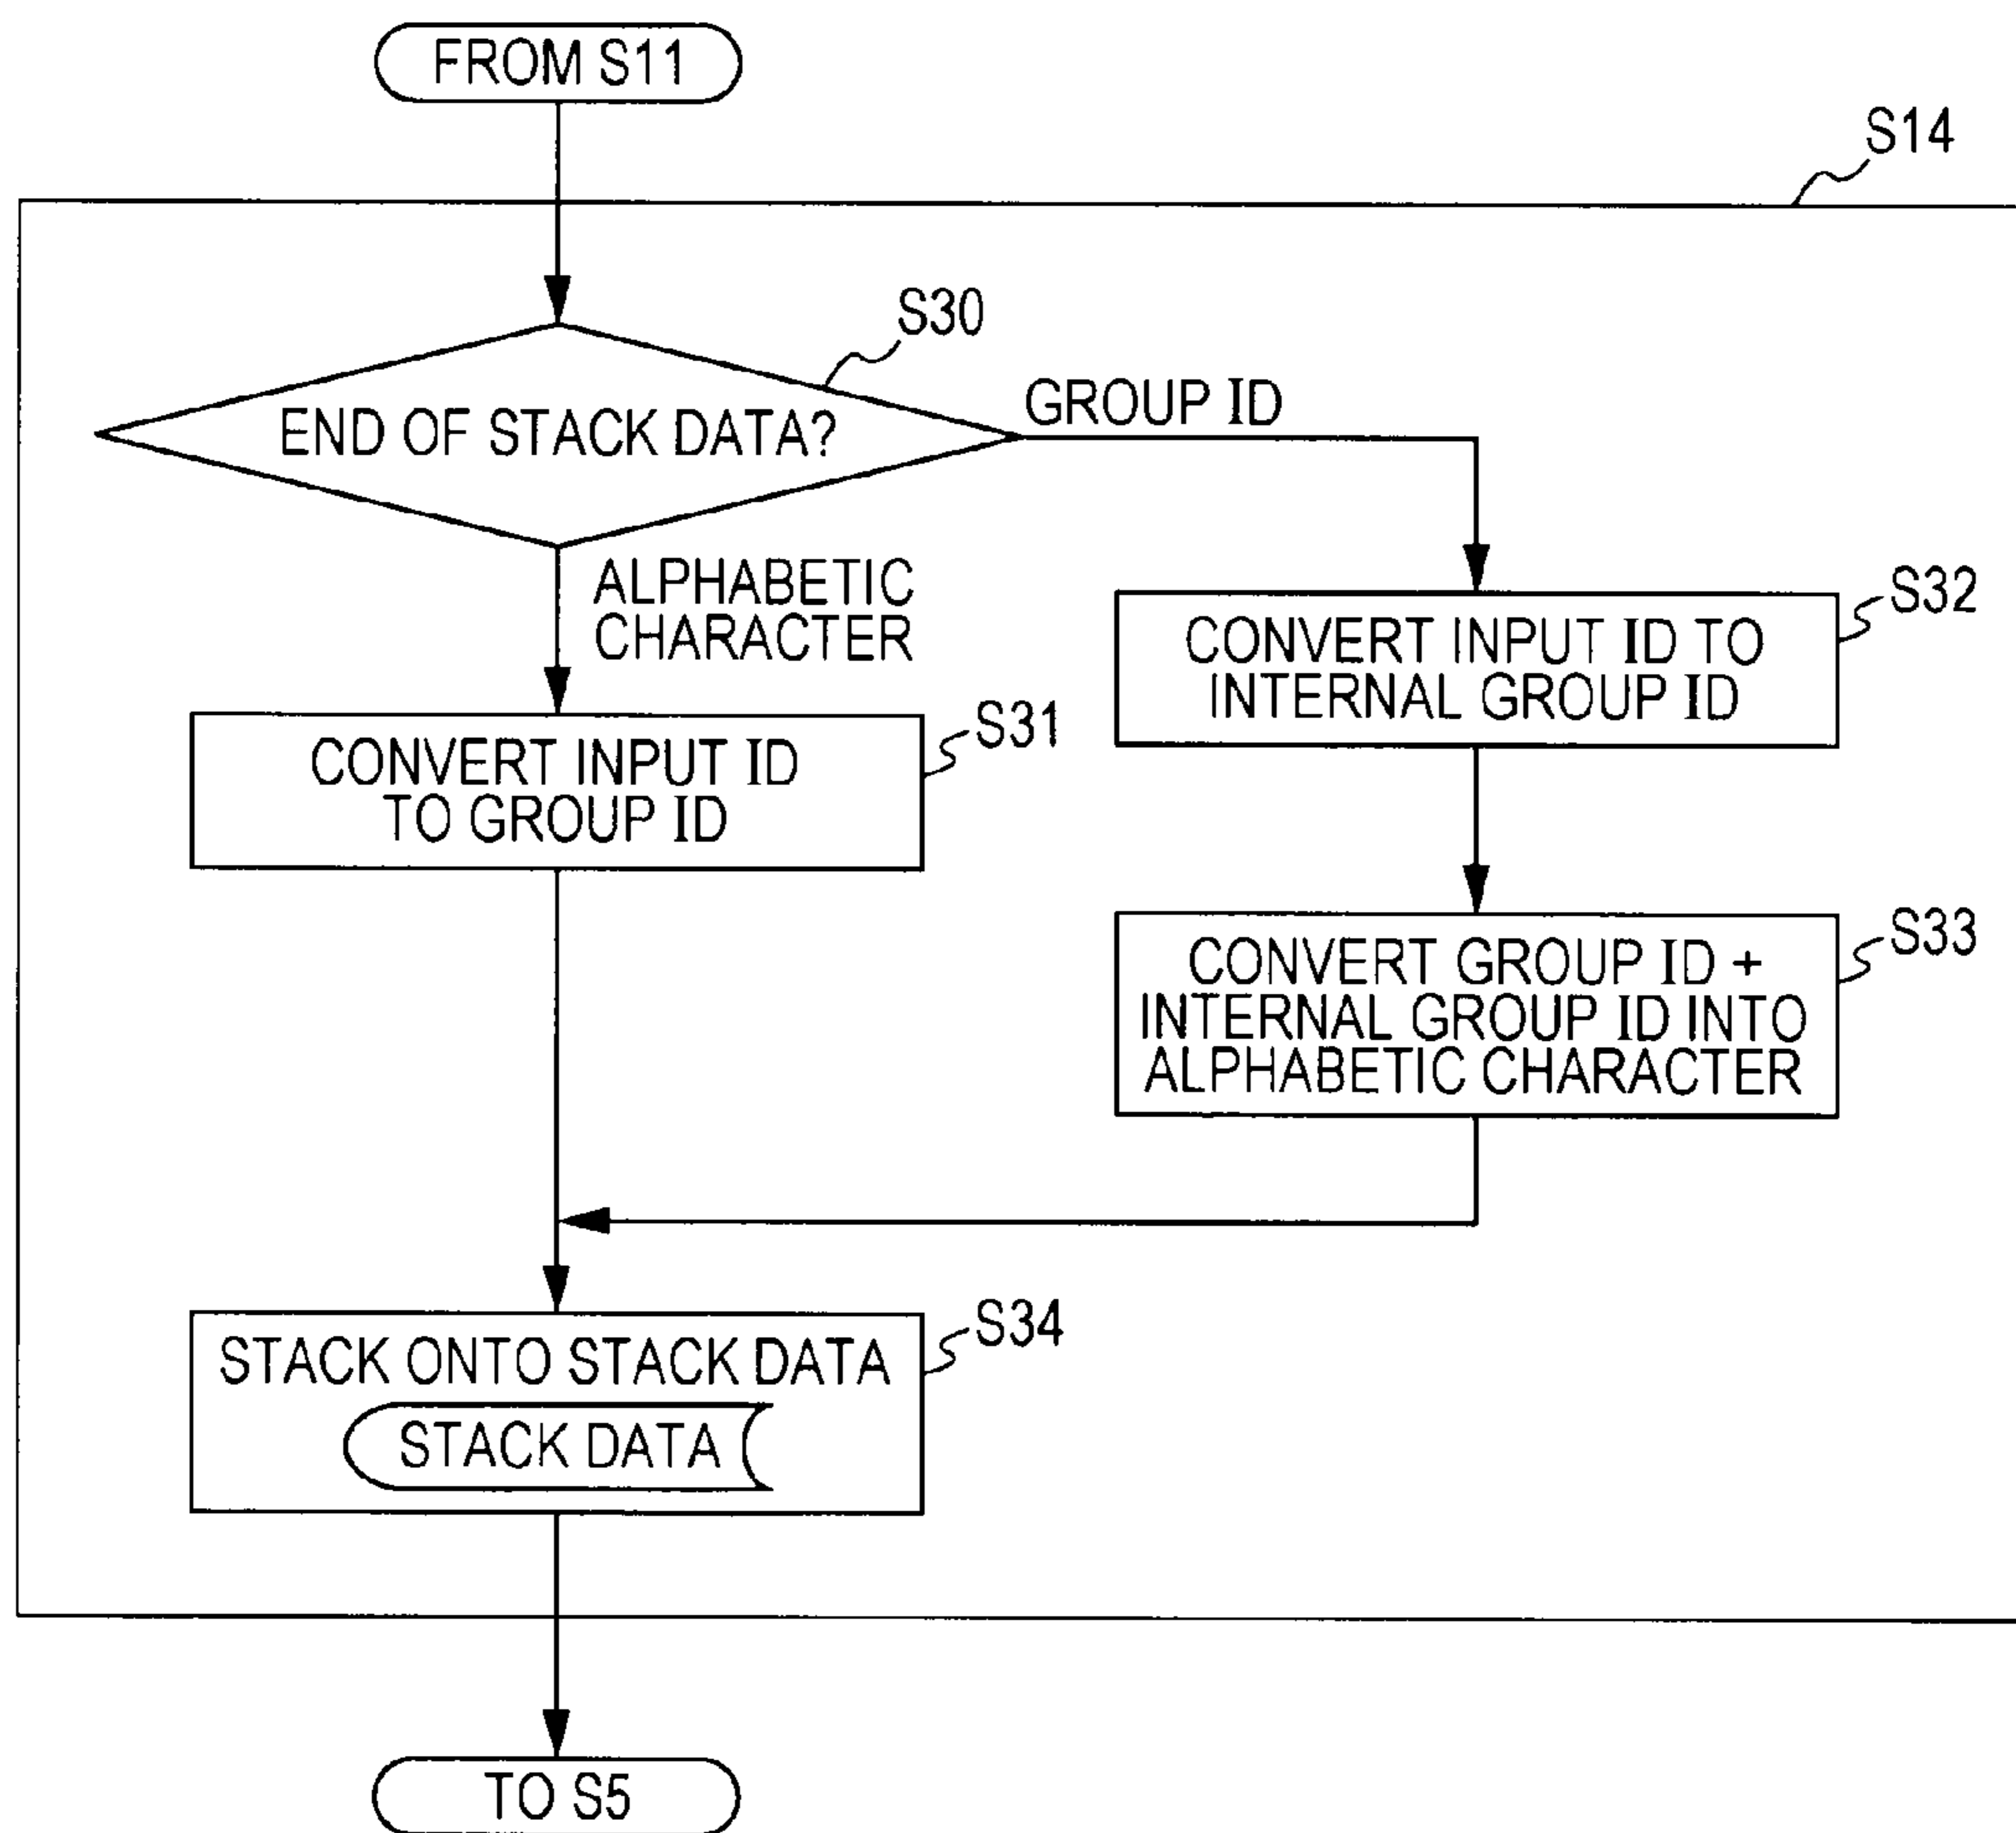 FROM S11
S14
S30
END OF STACK DATA?
GROUP ID
ALPHABETIC
CHARACTER
S32
CONVERT INPUT ID TO
INTERNAL GROUP ID
S31
CONVERT INPUT ID
TO GROUP ID
S33
CONVERT GROUP ID +
INTERNAL GROUP ID INTO
ALPHABETIC CHARACTER
S34
STACK ONTO STACK DATA
STACK DATA
TO S5